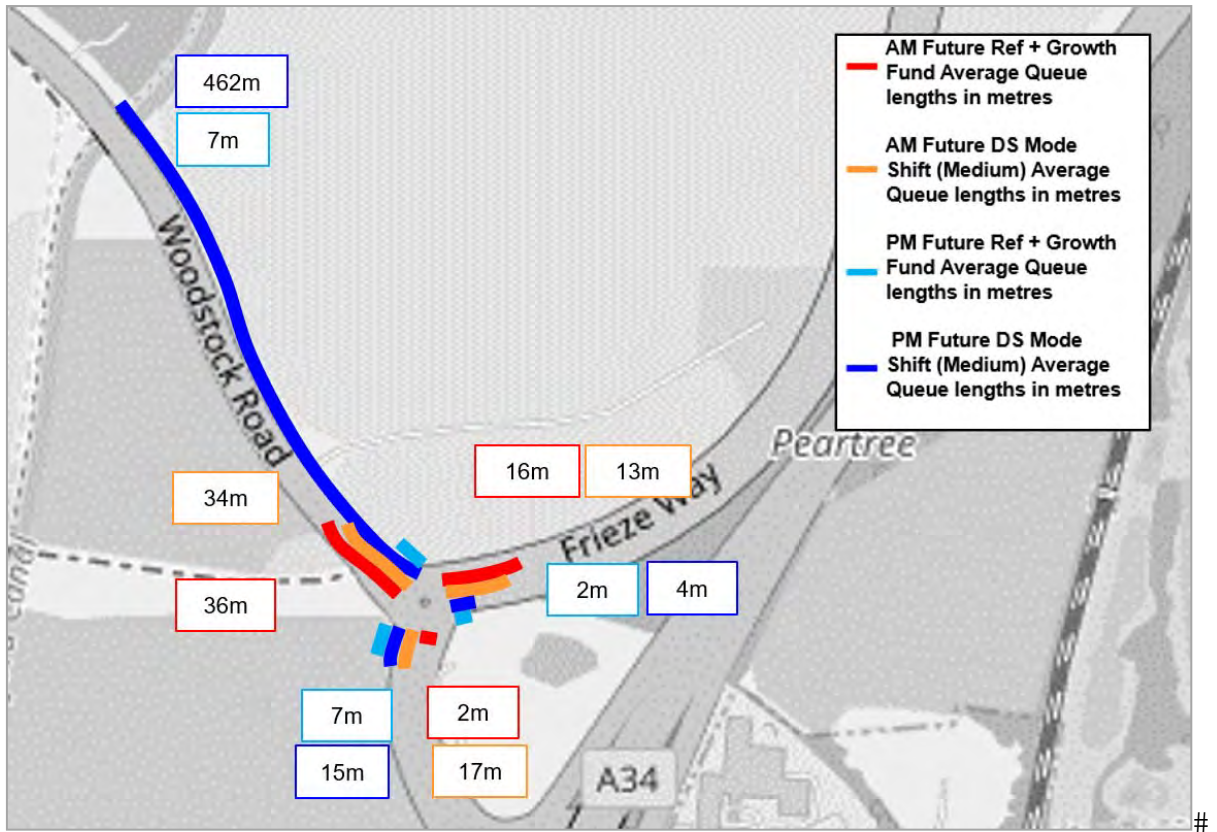 AM Future Ref + Growth
Fund Average Queue
lengths in metres
AM Future DS Mode
Shift (Medium) Average
Queue lengths in metres
PM Future Ref + Growth
Fund Average Queue
lengths in metres
PM Future DS Mode
Shift (Medium) Average
Queue lengths in metres
462m
7m
Woodstock Road
Peartree
16m
13m
Frieze Way
34m
36m
2m
4m
Canal
7m
2m
15m
17m
A34
#